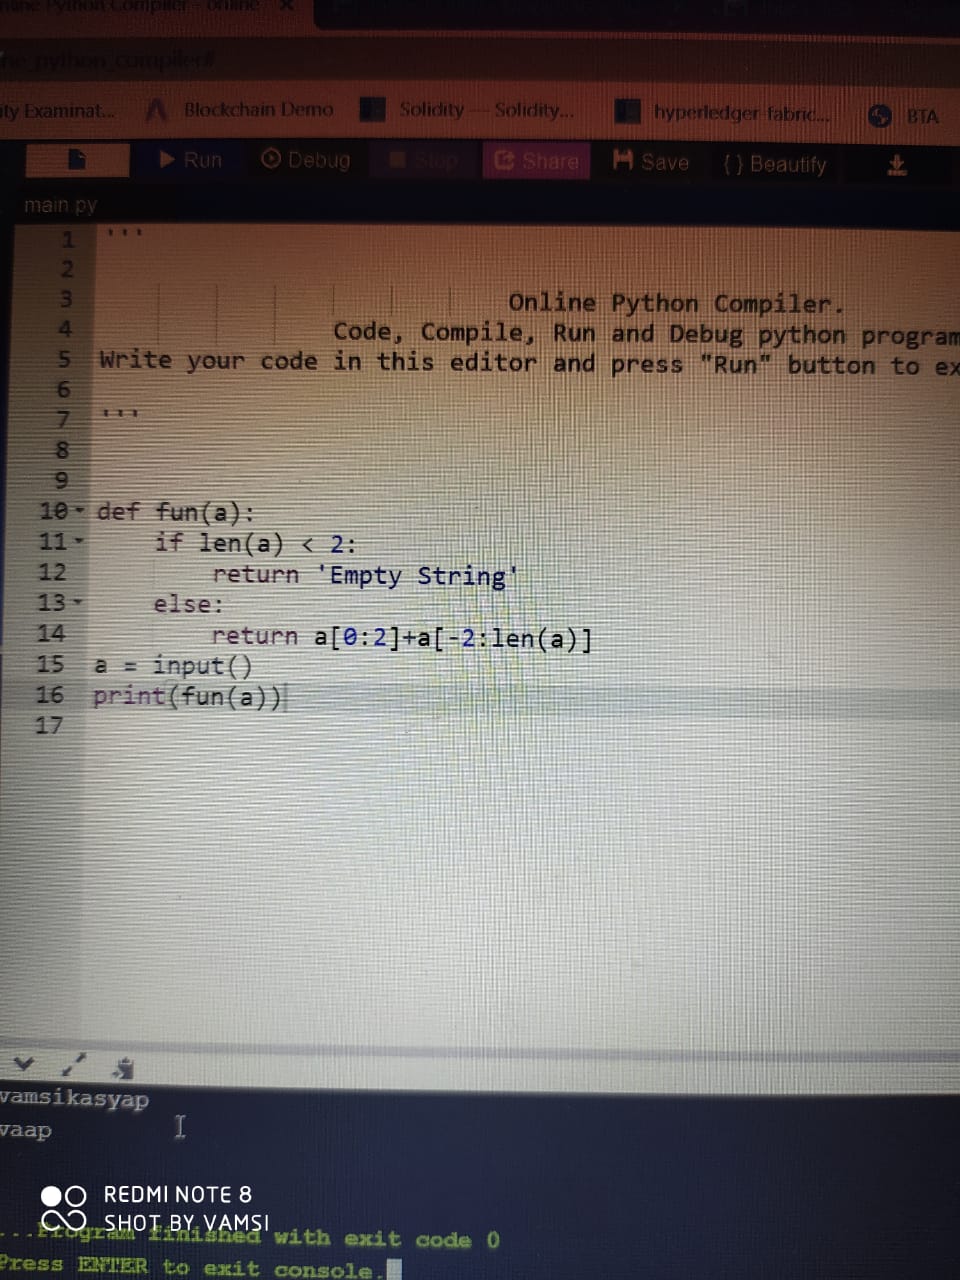 Online Python Compiler - online
ne_python_compiler#
ity Examinat... Blockchain Demo Solidity — Solidity... hyperledger-fabric... BTA
Run Debug Stop Share Save {} Beautify
main.py
1 '''
2
3 Online Python Compiler.
4 Code, Compile, Run and Debug python program
5 Write your code in this editor and press "Run" button to ex
6
7 '''
8
9
10 def fun(a):
11 if len(a) < 2:
12 return 'Empty String'
13 else:
14 return a[0:2]+a[-2:len(a)]
15 a = input()
16 print(fun(a))
17
vamsikasyap
vaap
REDMI NOTE 8
SHOT BY VAMSI
...Program finished with exit code 0
Press ENTER to exit console.